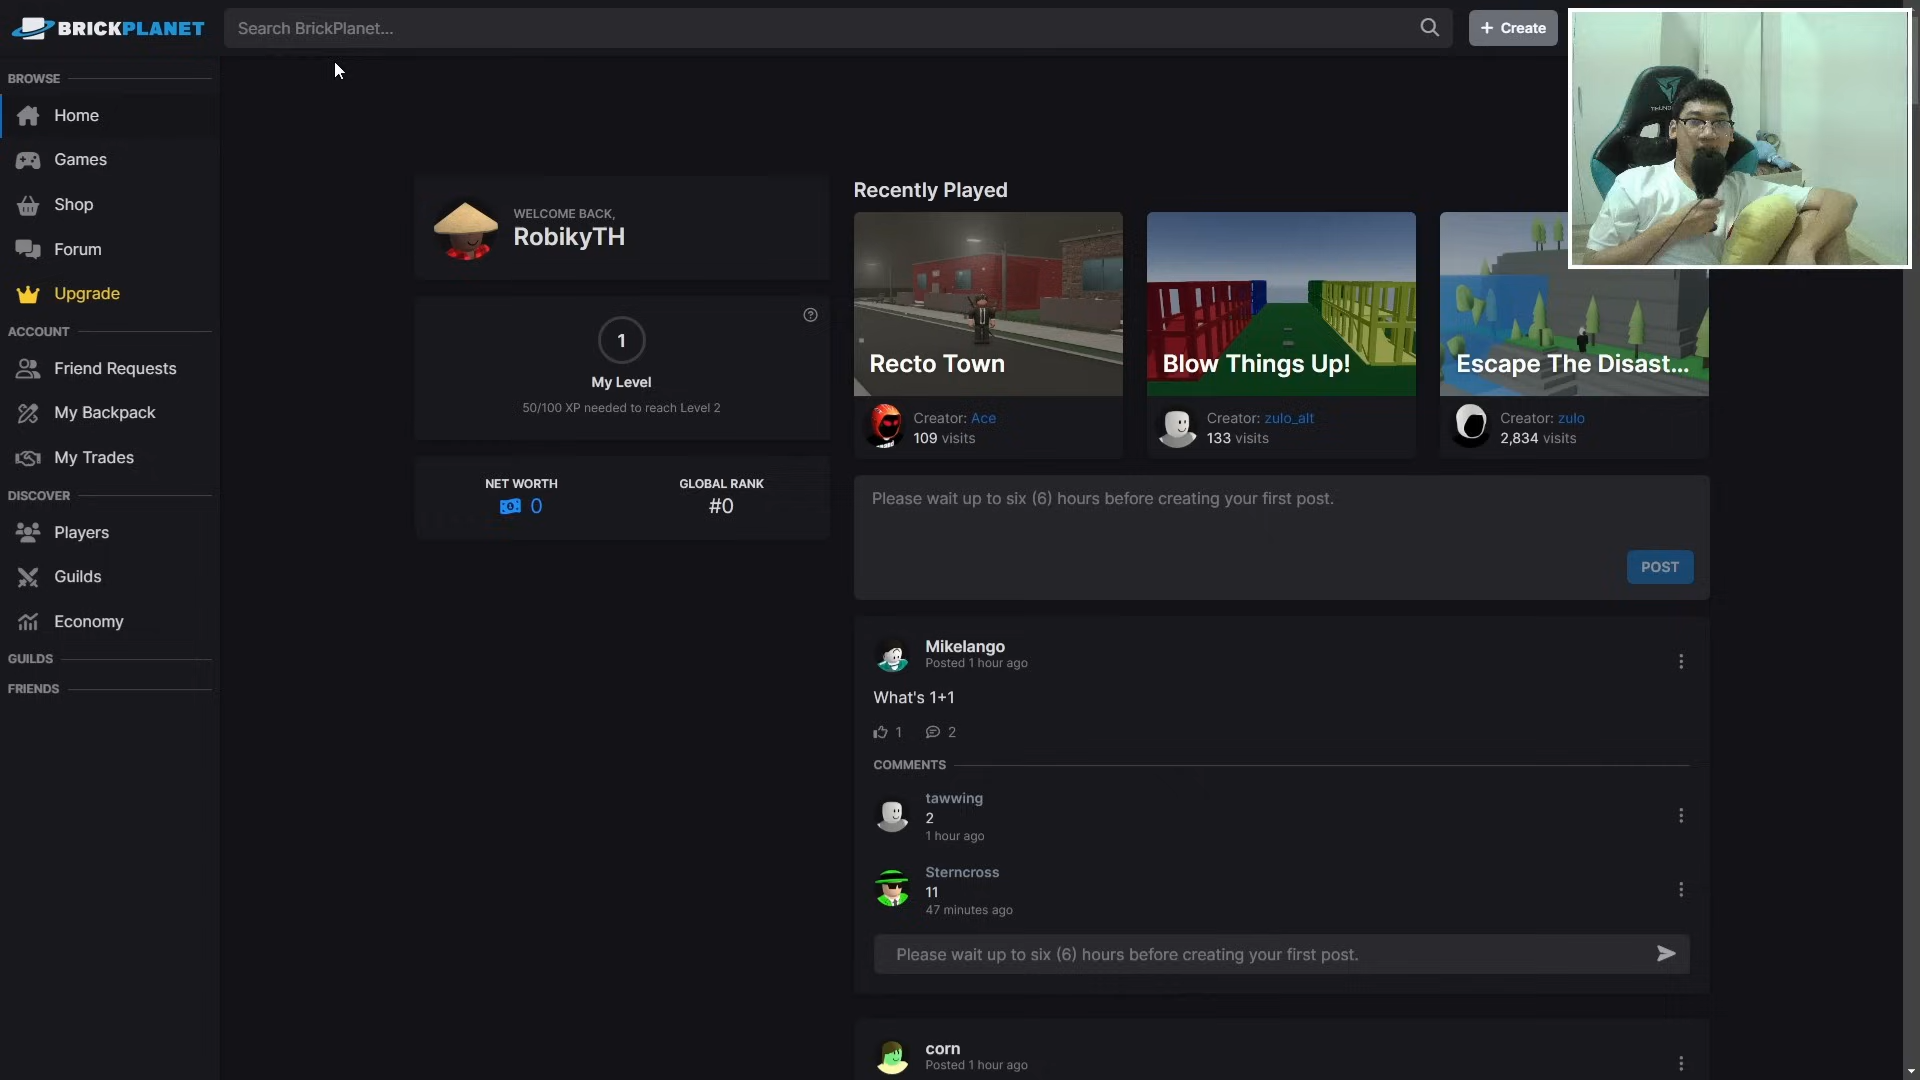 BRICKPLANET
Search BrickPlanet...
+ Create
BROWSE
Home
Games
Shop
Forum
Upgrade
ACCOUNT
Friend Requests
My Backpack
My Trades
DISCOVER
Players
Guilds
Economy
GUILDS
FRIENDS
WELCOME BACK,
RobikyTH
1
My Level
50/100 XP needed to reach Level 2
NET WORTH
0
GLOBAL RANK
#0
Recently Played
Recto Town
Creator: Ace
109 visits
Blow Things Up!
Creator: zulo_alt
133 visits
Escape The Disast...
Creator: zulo
2,834 visits
Please wait up to six (6) hours before creating your first post.
POST
Mikelango
Posted 1 hour ago
What's 1+1
1
2
COMMENTS
tawwing
2
1 hour ago
Sterncross
11
47 minutes ago
Please wait up to six (6) hours before creating your first post.
corn
Posted 1 hour ago